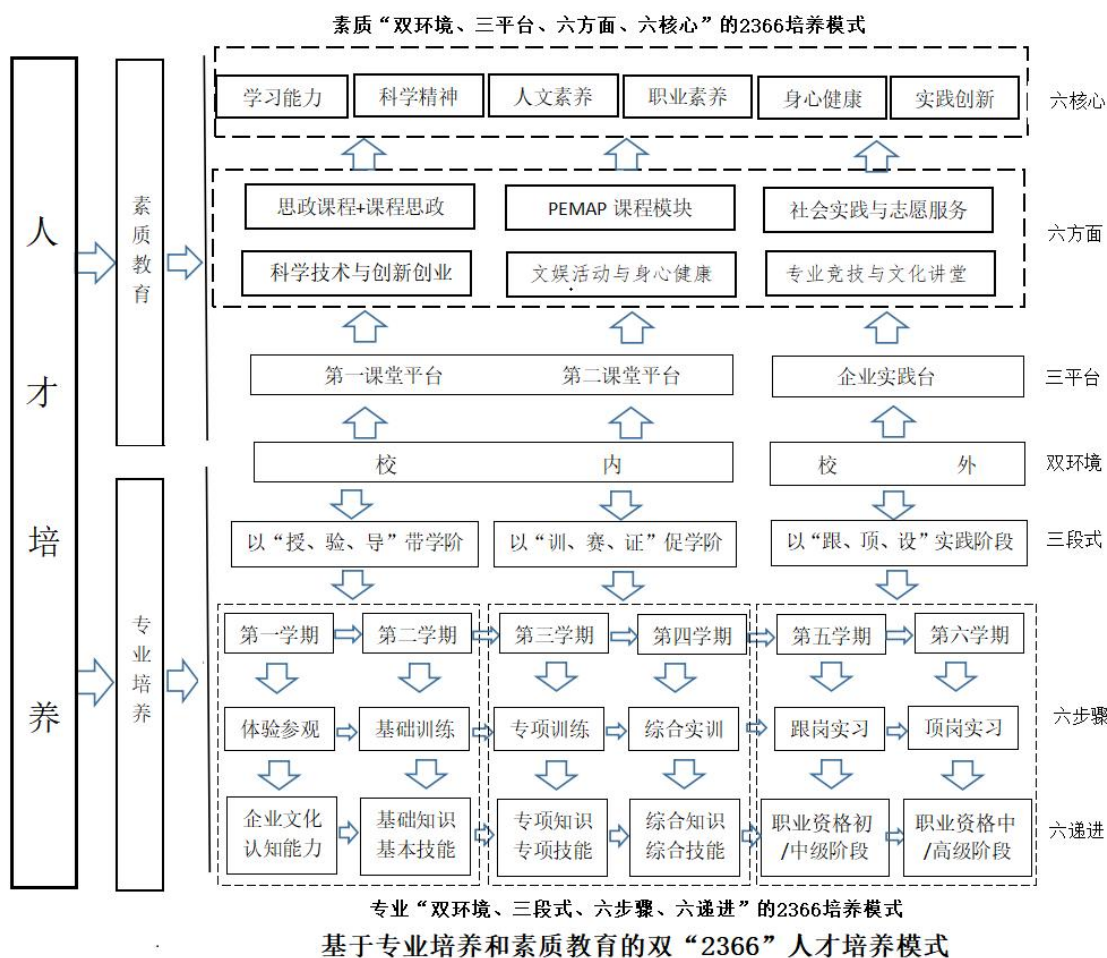 素质“双环境、三平台、六方面、六核心”的2366培养模式
人才培养
素质教育
学习能力 科学精神 人文素养 职业素养 身心健康 实践创新 六核心
思政课程+课程思政 PEMAP 课程模块 社会实践与志愿服务
六方面
科学技术与创新创业 文娱活动与身心健康 专业竞技与文化讲堂
第一课堂平台 第二课堂平台 企业实践台 三平台
校 内 校 外 双环境
专业培养
以“授、验、导”带学阶 以“训、赛、证”促学阶 以“跟、顶、设”实践阶段 三段式
第一学期 第二学期 第三学期 第四学期 第五学期 第六学期
体验参观 基础训练 专项训练 综合实训 跟岗实习 顶岗实习 六步骤
企业文化 基础知识 专项知识 综合知识 职业资格初 职业资格中
认知能力 基本技能 专项技能 综合技能 /中级阶段 /高级阶段
六递进
专业“双环境、三段式、六步骤、六递进”的2366培养模式
基于专业培养和素质教育的双“2366”人才培养模式